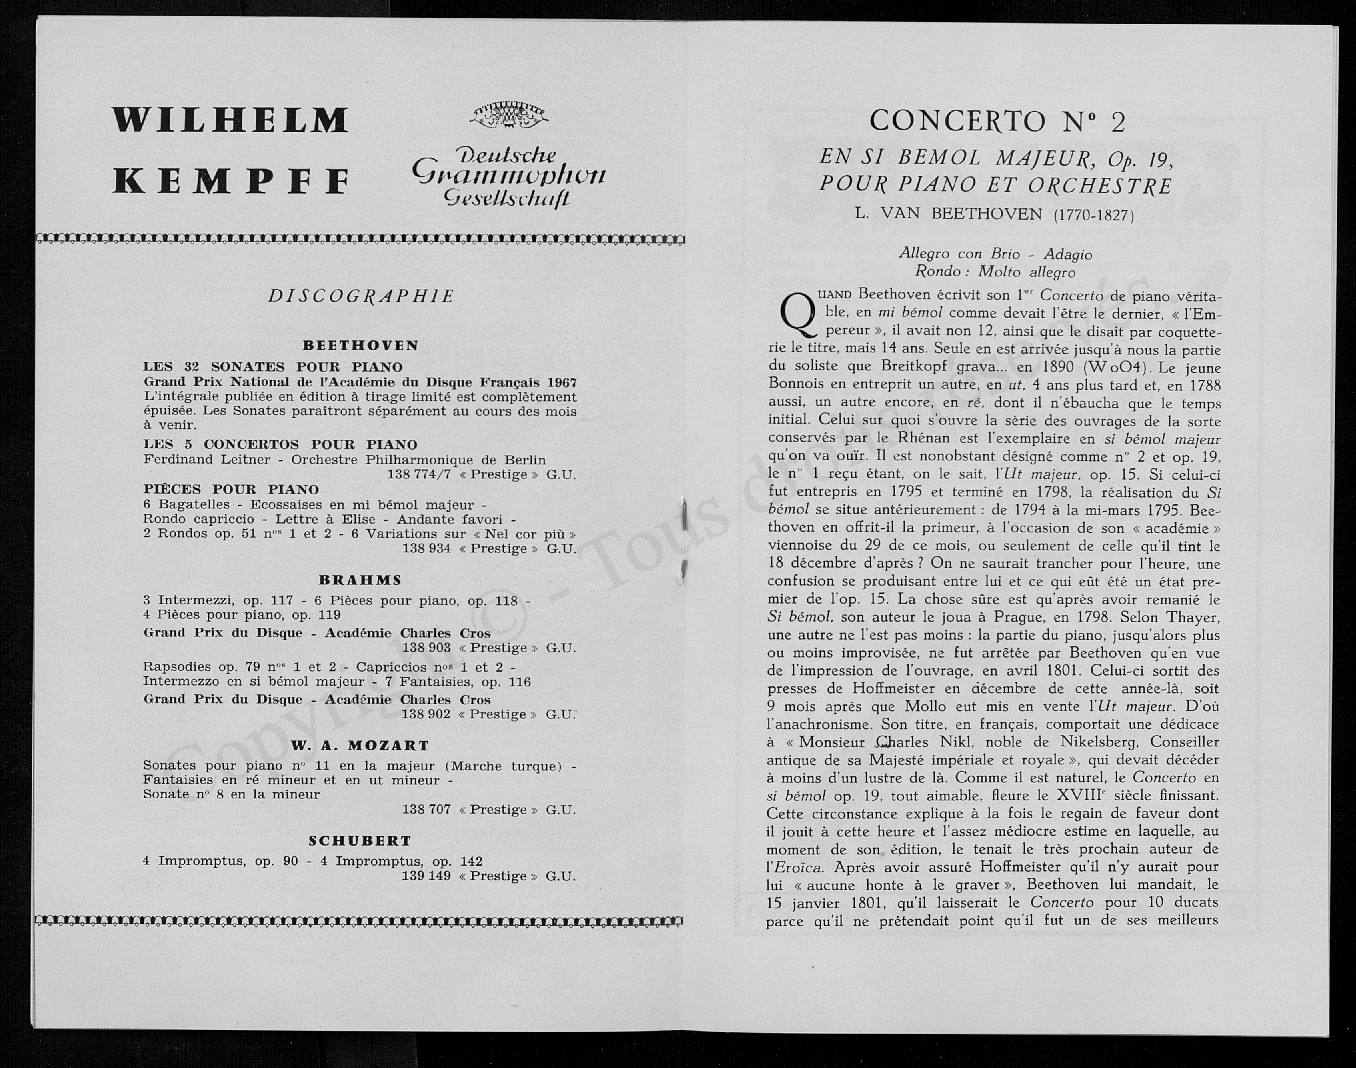 WILHELM
KEMPFF
Deutsche
Grammophon
Gesellschaft
DISCOGRAPHIE
BEETHOVEN
LES 32 SONATES POUR PIANO
Grand Prix National de l'Académie du Disque Français 1967
L'intégrale publiée en édition à tirage limité est complètement
épuisée. Les Sonates paraîtront séparément au cours des mois
à venir.
LES 5 CONCERTOS POUR PIANO
Ferdinand Leitner - Orchestre Philharmonique de Berlin
138 774/7 « Prestige » G.U.
PIÈCES POUR PIANO
6 Bagatelles - Ecossaises en mi bémol majeur -
Rondo capriccio - Lettre à Elise - Andante favori -
2 Rondos op. 51 nos 1 et 2 - 6 Variations sur « Nel cor più »
138 934 « Prestige » G.U.
BRAHMS
3 Intermezzi, op. 117 - 6 Pièces pour piano, op. 118 -
4 Pièces pour piano, op. 119
Grand Prix du Disque - Académie Charles Cros
138 903 « Prestige » G.U.
Rapsodies op. 79 nos 1 et 2 - Capriccios nos 1 et 2 -
Intermezzo en si bémol majeur - 7 Fantaisies, op. 116
Grand Prix du Disque - Académie Charles Cros
138 902 « Prestige » G.U.
W. A. MOZART
Sonates pour piano no 11 en la majeur (Marche turque) -
Fantaisies en ré mineur et en ut mineur -
Sonate no 8 en la mineur
138 707 « Prestige » G.U.
SCHUBERT
4 Impromptus, op. 90 - 4 Impromptus, op. 142
139 149 « Prestige » G.U.
CONCERTO No 2
EN SI BEMOL MAJEUR, Op. 19,
POUR PIANO ET ORCHESTRE
L. VAN BEETHOVEN (1770-1827)
Allegro con Brio - Adagio
Rondo : Molto allegro
QUAND Beethoven écrivit son 1er Concerto de piano vérita-
ble, en mi bémol comme devait l'être le dernier, « l'Em-
pereur », il avait non 12, ainsi que le disait par coquette-
rie le titre, mais 14 ans. Seule en est arrivée jusqu'à nous la partie
du soliste que Breitkopf grava... en 1890 (WoO4). Le jeune
Bonnois en entreprit un autre, en ut, 4 ans plus tard et, en 1788
aussi, un autre encore, en ré, dont il n'ébaucha que le temps
initial. Celui sur quoi s'ouvre la série des ouvrages de la sorte
conservés par le Rhénan est l'exemplaire en si bémol majeur
qu'on va ouïr. Il est nonobstant désigné comme n° 2 et op. 19,
le n° 1 reçu étant, on le sait, l'Ut majeur, op. 15. Si celui-ci
fut entrepris en 1795 et terminé en 1798, la réalisation du Si
bémol se situe antérieurement : de 1794 à la mi-mars 1795. Bee-
thoven en offrit-il la primeur, à l'occasion de son « académie »
viennoise du 29 de ce mois, ou seulement de celle qu'il tint le
18 décembre d'après ? On ne saurait trancher pour l'heure, une
confusion se produisant entre lui et ce qui eût été un état pre-
mier de l'op. 15. La chose sûre est qu'après avoir remanié le
Si bémol, son auteur le joua à Prague, en 1798. Selon Thayer,
une autre ne l'est pas moins : la partie du piano, jusqu'alors plus
ou moins improvisée, ne fut arrêtée par Beethoven qu'en vue
de l'impression de l'ouvrage, en avril 1801. Celui-ci sortit des
presses de Hoffmeister en décembre de cette année-là, soit
9 mois après que Mollo eut mis en vente l'Ut majeur. D'où
l'anachronisme. Son titre, en français, comportait une dédicace
à « Monsieur Charles Nikl, noble de Nikelsberg, Conseiller
antique de sa Majesté impériale et royale », qui devait décéder
à moins d'un lustre de là. Comme il est naturel, le Concerto en
si bémol op. 19, tout aimable, fleure le XVIIIe siècle finissant.
Cette circonstance explique à la fois le regain de faveur dont
il jouit à cette heure et l'assez médiocre estime en laquelle, au
moment de son édition, le tenait le très prochain auteur de
l'Eroïca. Après avoir assuré Hoffmeister qu'il n'y aurait pour
lui « aucune honte à le graver », Beethoven lui mandait, le
15 janvier 1801, qu'il laisserait le Concerto pour 10 ducats
parce qu'il ne prétendait point qu'il fut un de ses meilleurs
Copyright © - Tous droits réservés